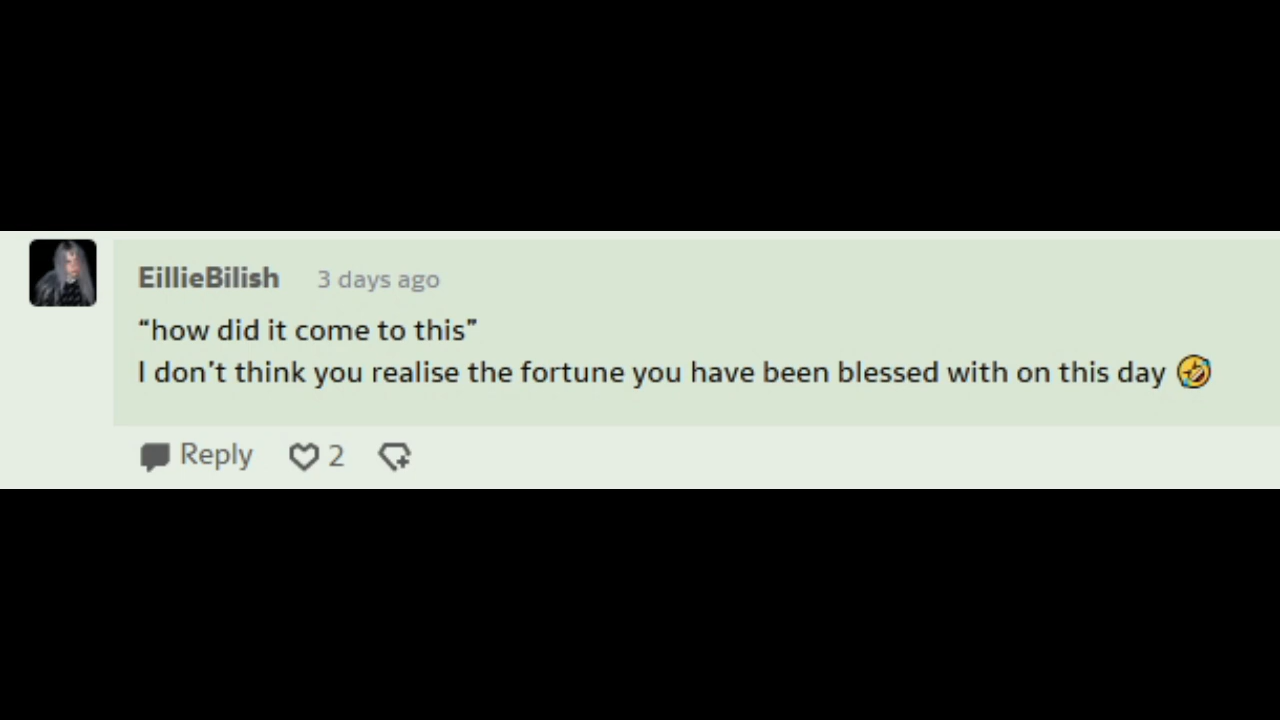 EillieBilish 3 days ago
“how did it come to this”
I don’t think you realise the fortune you have been blessed with on this day 🤣
Reply 2